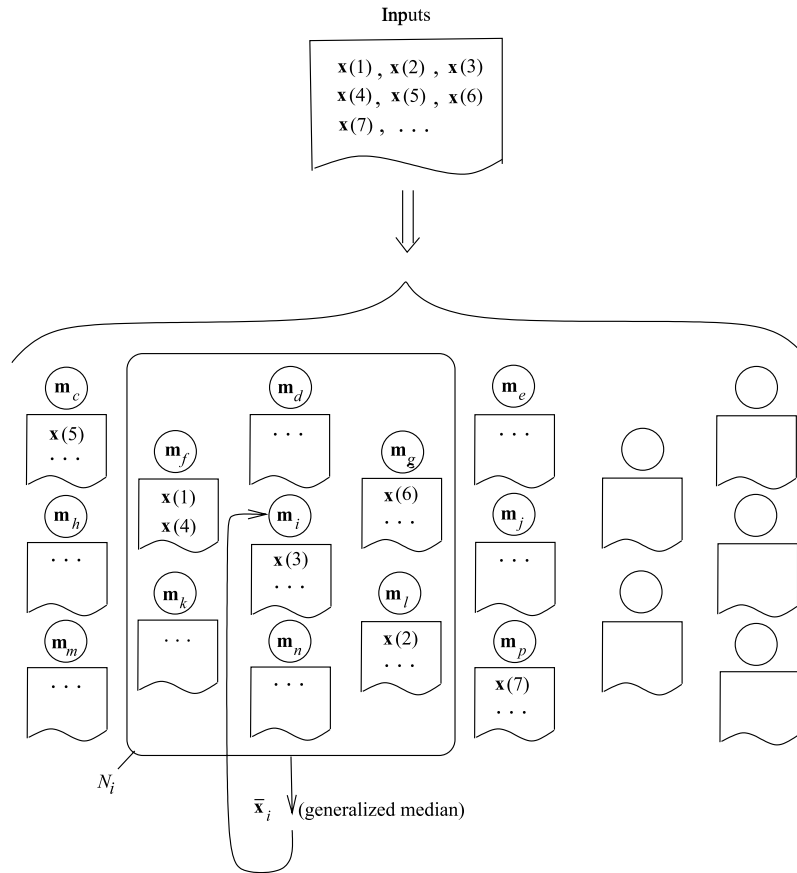 Inputs
x(1) , x(2) , x(3)
x(4) , x(5) , x(6)
x(7) , . . .
m_c m_d m_e
x(5) . . . . . .
. . .
m_f m_g
x(1) x(6)
x(4) . . .
m_h m_i m_j
. . . x(3) . . .
. . .
m_k m_l
. . . x(2)
. . .
m_m m_n m_p
. . . . . . x(7)
. . .
N_i
x̄_i (generalized median)